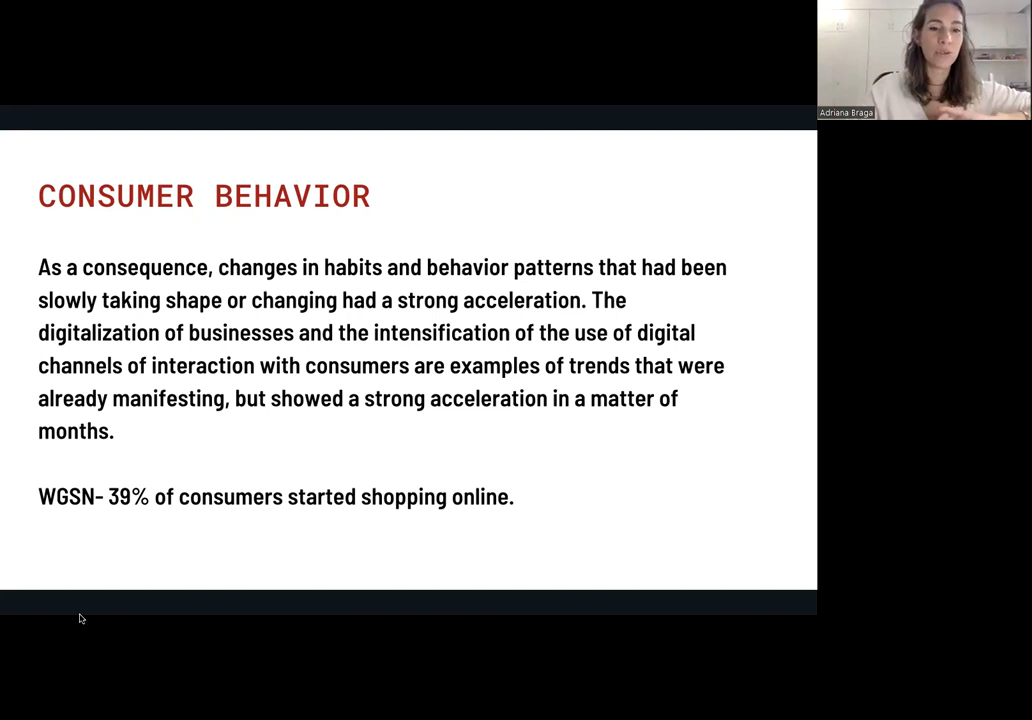 Adriana Braga
CONSUMER BEHAVIOR
As a consequence, changes in habits and behavior patterns that had been
slowly taking shape or changing had a strong acceleration. The
digitalization of businesses and the intensification of the use of digital
channels of interaction with consumers are examples of trends that were
already manifesting, but showed a strong acceleration in a matter of
months.
WGSN- 39% of consumers started shopping online.